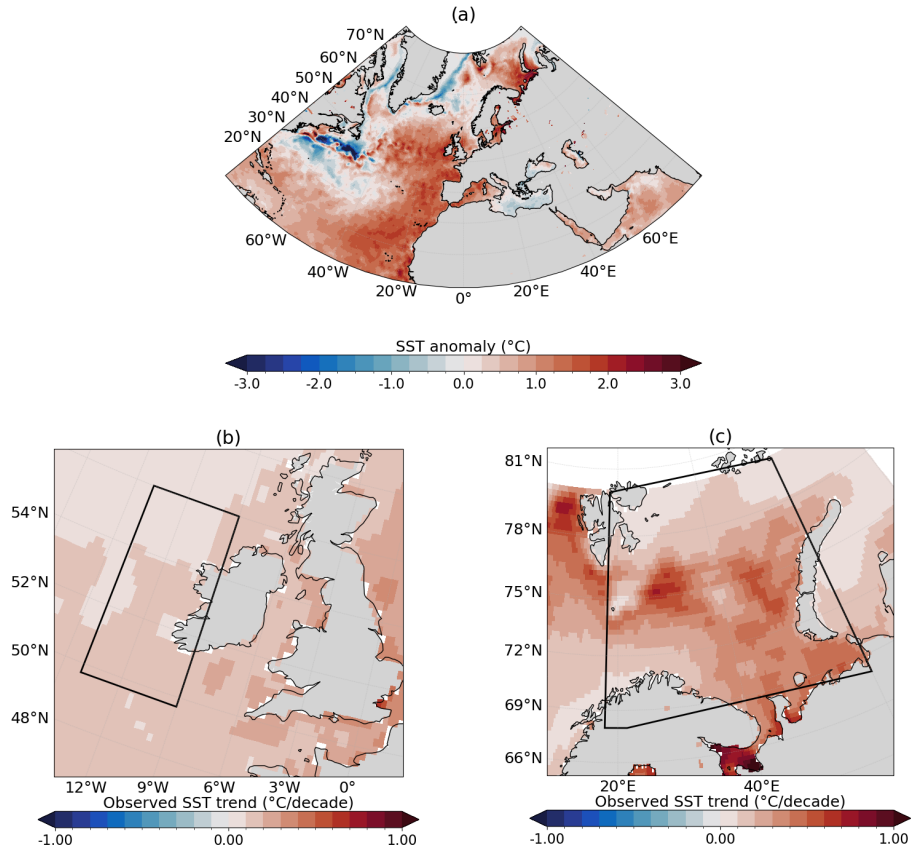 (a)
70°N
60°N
50°N
40°N
30°N
20°N
60°W
40°W
20°W
0°
20°E
40°E
60°E
SST anomaly (°C)
-3.0 -2.0 -1.0 0.0 1.0 2.0 3.0
(b)
54°N
52°N
50°N
48°N
12°W 9°W 6°W 3°W 0°
Observed SST trend (°C/decade)
-1.00 0.00 1.00
(c)
81°N
78°N
75°N
72°N
69°N
66°N
20°E 40°E
Observed SST trend (°C/decade)
-1.00 0.00 1.00